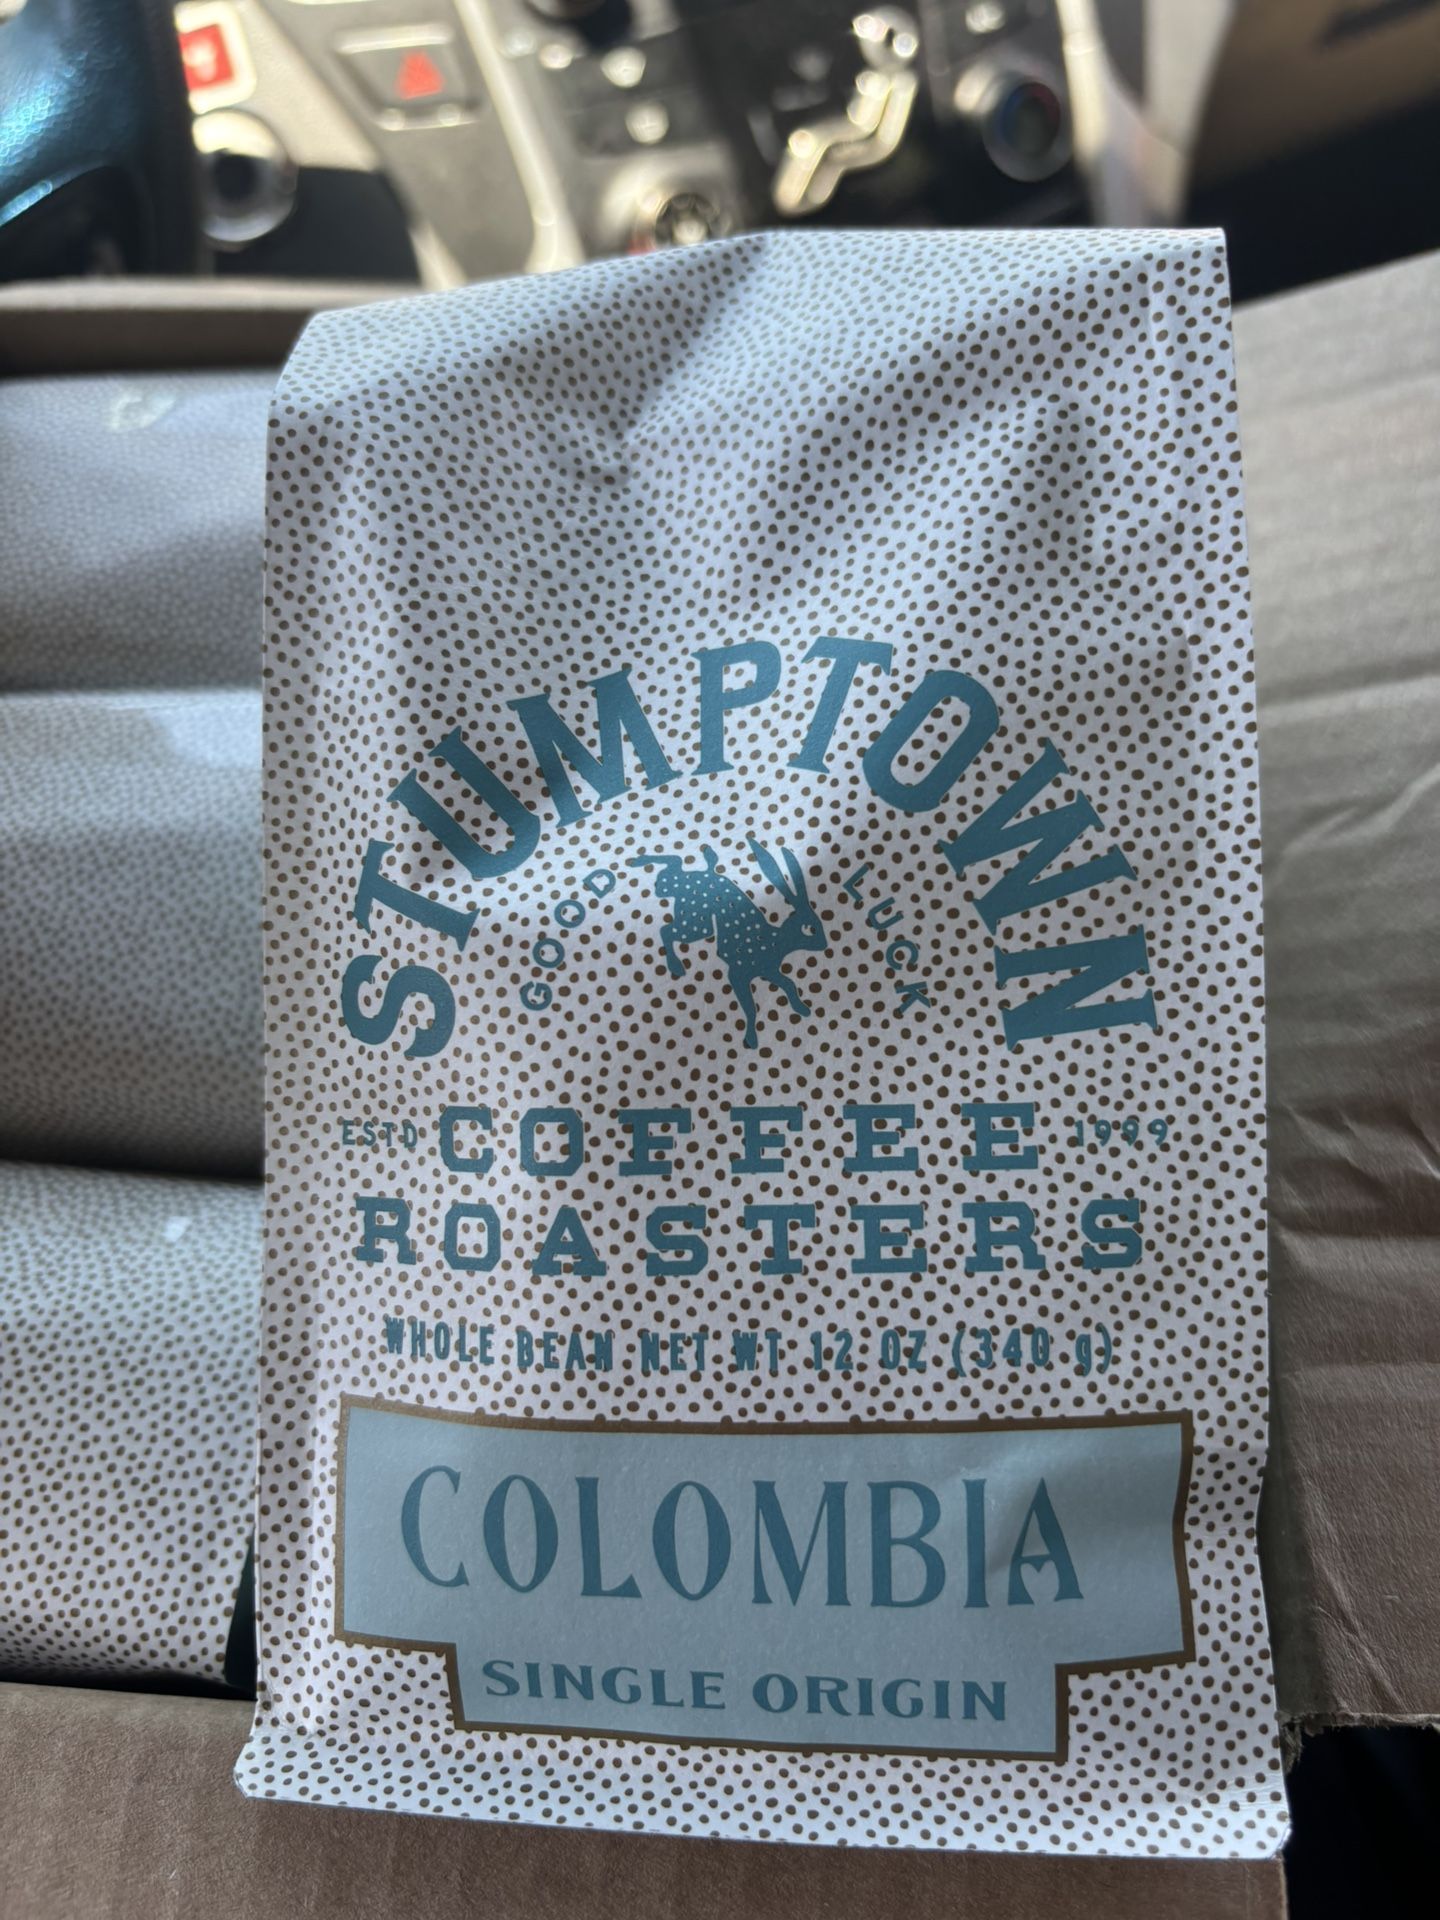 STUMPTOWN
GOOD LUCK
ESTD COFFEE 1999
ROASTERS
WHOLE BEAN NET WT 12 OZ (340 g)
COLOMBIA
SINGLE ORIGIN